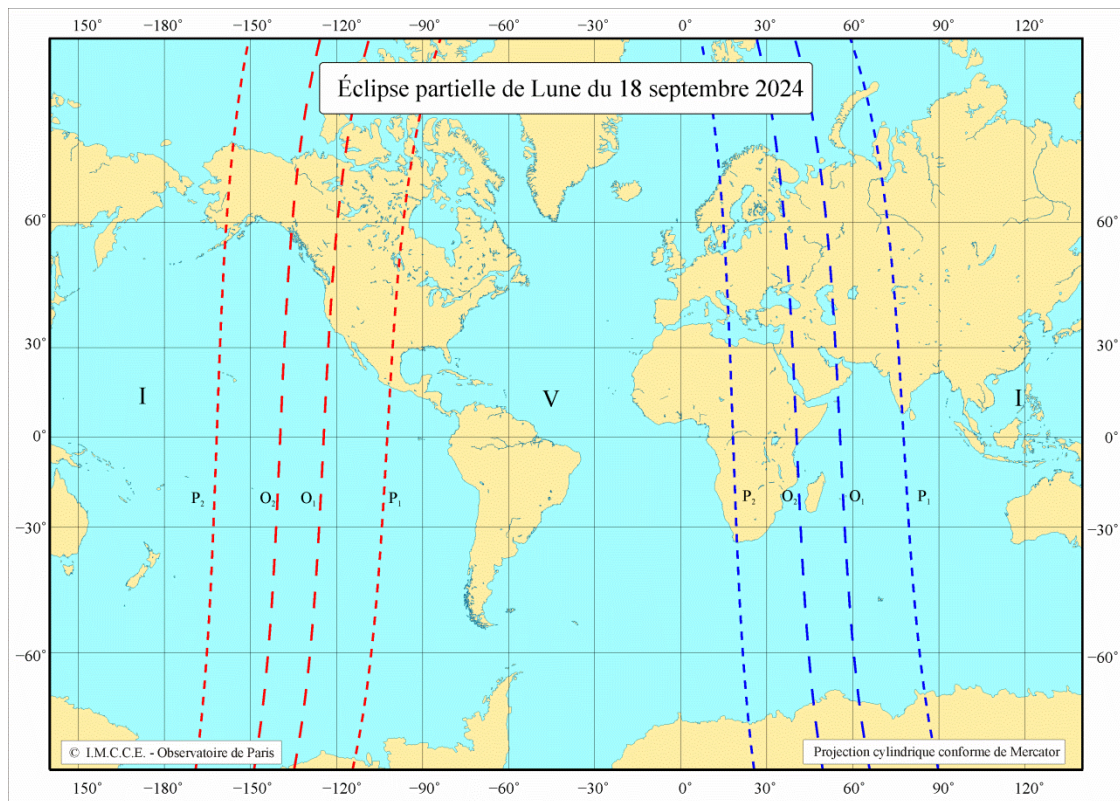 150° −180° −150° −120° −90° −60° −30° 0° 30° 60° 90° 120°
Éclipse partielle de Lune du 18 septembre 2024
60° 60°
30° 30°
I V I
0° 0°
P₂ O₂ O₁ P₁ P₂ O₂ O₁ P₁
−30° −30°
−60° −60°
© I.M.C.C.E. - Observatoire de Paris Projection cylindrique conforme de Mercator
150° −180° −150° −120° −90° −60° −30° 0° 30° 60° 90° 120°